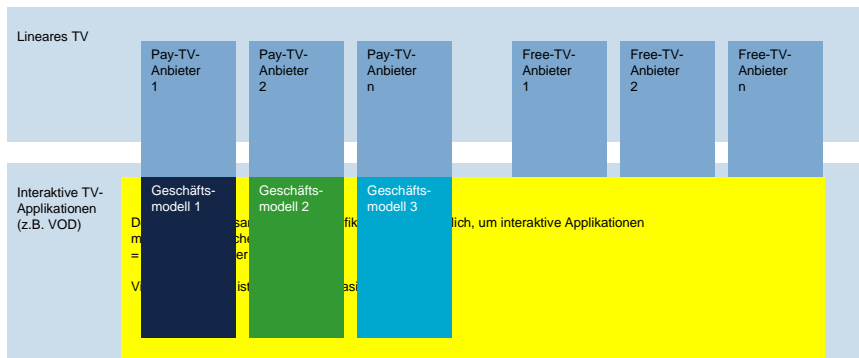 Lineares TV
Pay-TV-
Anbieter
1
Pay-TV-
Anbieter
2
Pay-TV-
Anbieter
n
Free-TV-
Anbieter
1
Free-TV-
Anbieter
2
Free-TV-
Anbieter
n
Interaktive TV-
Applikationen
(z.B. VOD)
Geschäfts-
modell 1
Geschäfts-
modell 2
Geschäfts-
modell 3
um interaktive Applikationen
=
ist